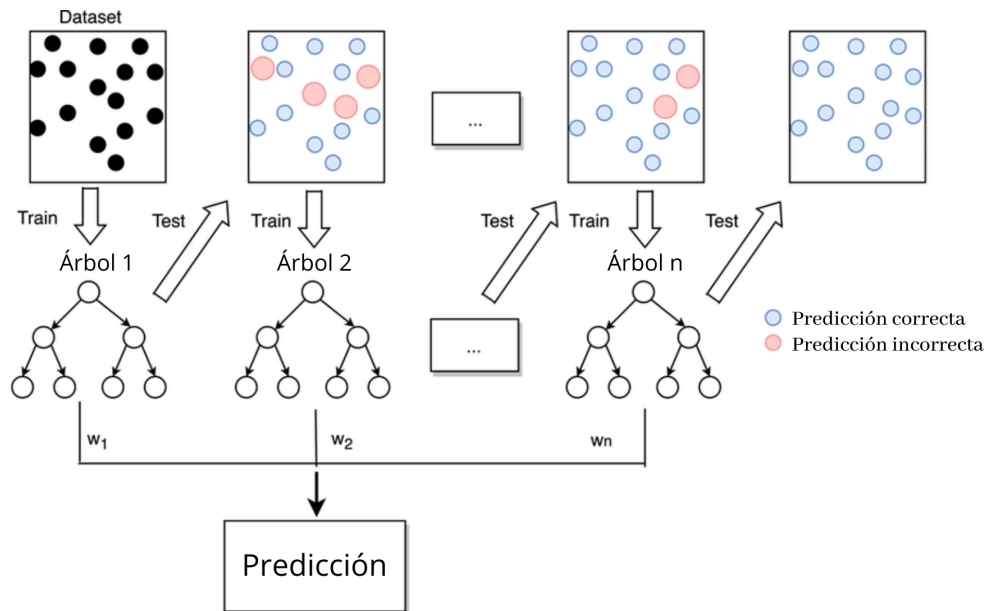 Dataset
...
Train
Test
Train
Test
Train
Test
Árbol 1
Árbol 2
Árbol n
Predicción correcta
Predicción incorrecta
...
w1
w2
wn
Predicción